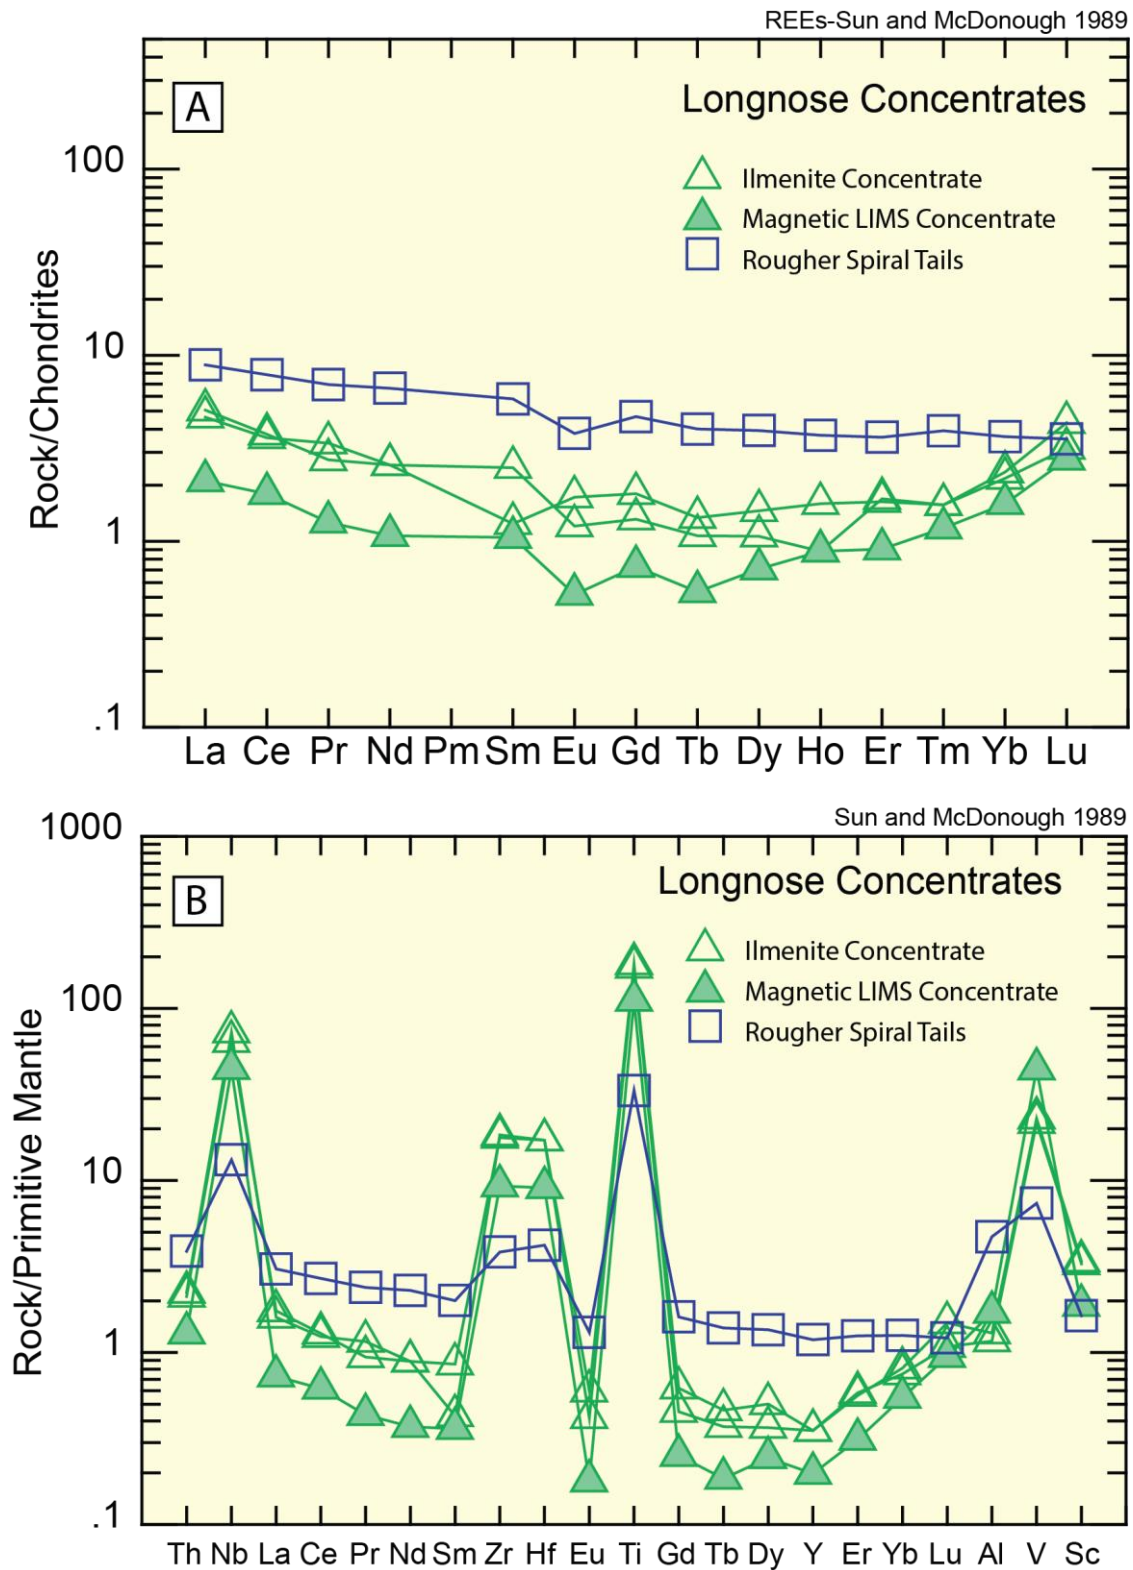 REEs-Sun and McDonough 1989
A
Longnose Concentrates
Ilmenite Concentrate
Magnetic LIMS Concentrate
Rougher Spiral Tails
Rock/Chondrites
100
10
1
.1
La Ce Pr Nd Pm Sm Eu Gd Tb Dy Ho Er Tm Yb Lu
Sun and McDonough 1989
B
Longnose Concentrates
Ilmenite Concentrate
Magnetic LIMS Concentrate
Rougher Spiral Tails
Rock/Primitive Mantle
1000
100
10
1
.1
Th Nb La Ce Pr Nd Sm Zr Hf Eu Ti Gd Tb Dy Y Er Yb Lu Al V Sc